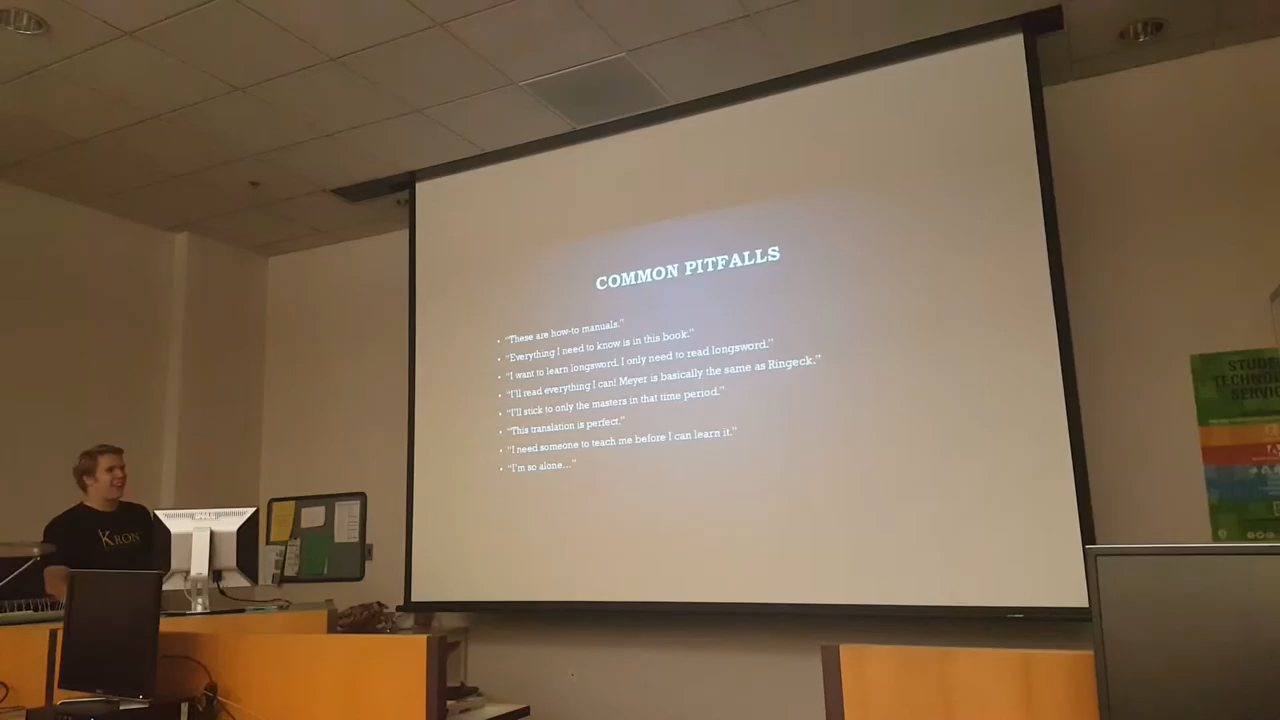 COMMON PITFALLS
• “These are how-to manuals.”
• “Everything I need to know is in this book.”
• “I want to learn longsword. I only need to read longsword.”
• “I'll read everything I can! Meyer is basically the same as Ringeck.”
• “I'll stick to only the masters in that time period.”
• “This translation is perfect.”
• “I need someone to teach me before I can learn it.”
• “I'm so alone…”
KRON